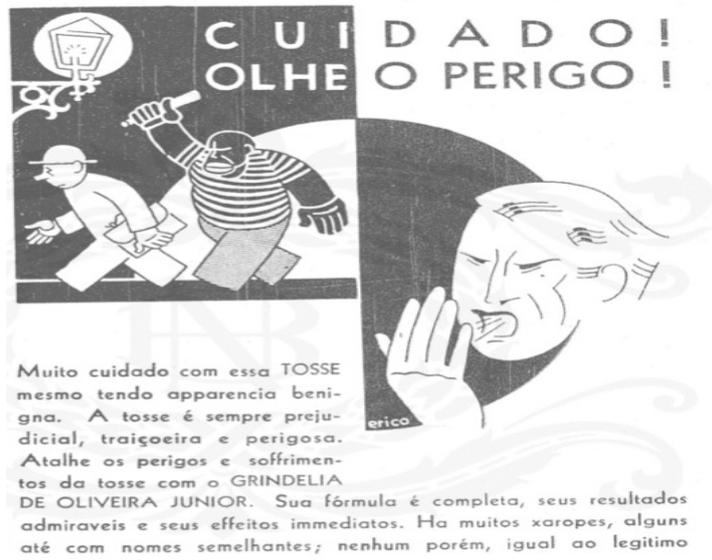 CUIDADO!
OLHE O PERIGO!
erico
Muito cuidado com essa TOSSE
mesmo tendo apparencia beni-
gna. A tosse é sempre preju-
dicial, traiçoeira e perigosa.
Atalhe os perigos e soffrimen-
tos da tosse com o GRINDELIA
DE OLIVEIRA JUNIOR. Sua fórmula é completa, seus resultados
admiraveis e seus effeitos immediatos. Ha muitos xaropes, alguns
até com nomes semelhantes; nenhum porém, igual ao legitimo